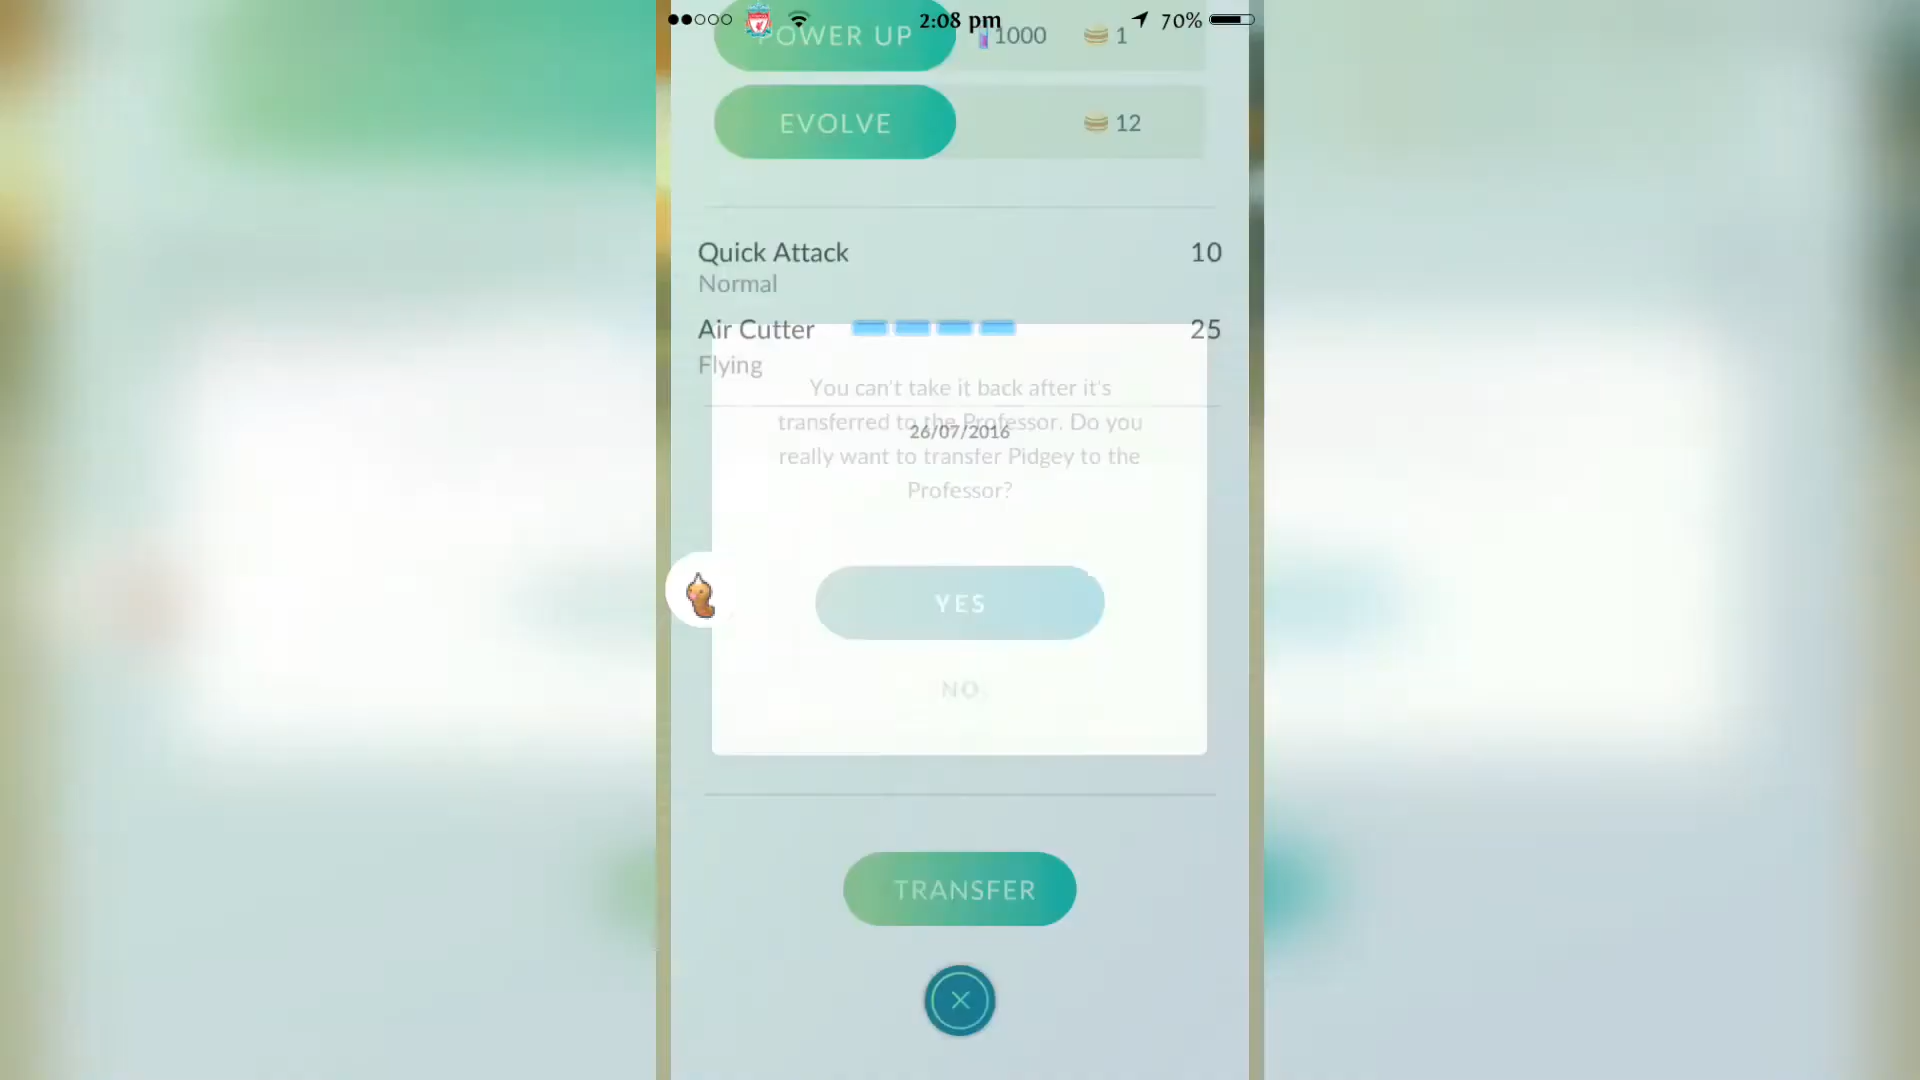 2:08 pm
70%
POWER UP
1000
1
EVOLVE
12
Quick Attack
10
Normal
Air Cutter
25
Flying
You can't take it back after it's
transferred to the Professor. Do you
26/07/2016
really want to transfer Pidgey to the
Professor?
YES
NO
TRANSFER